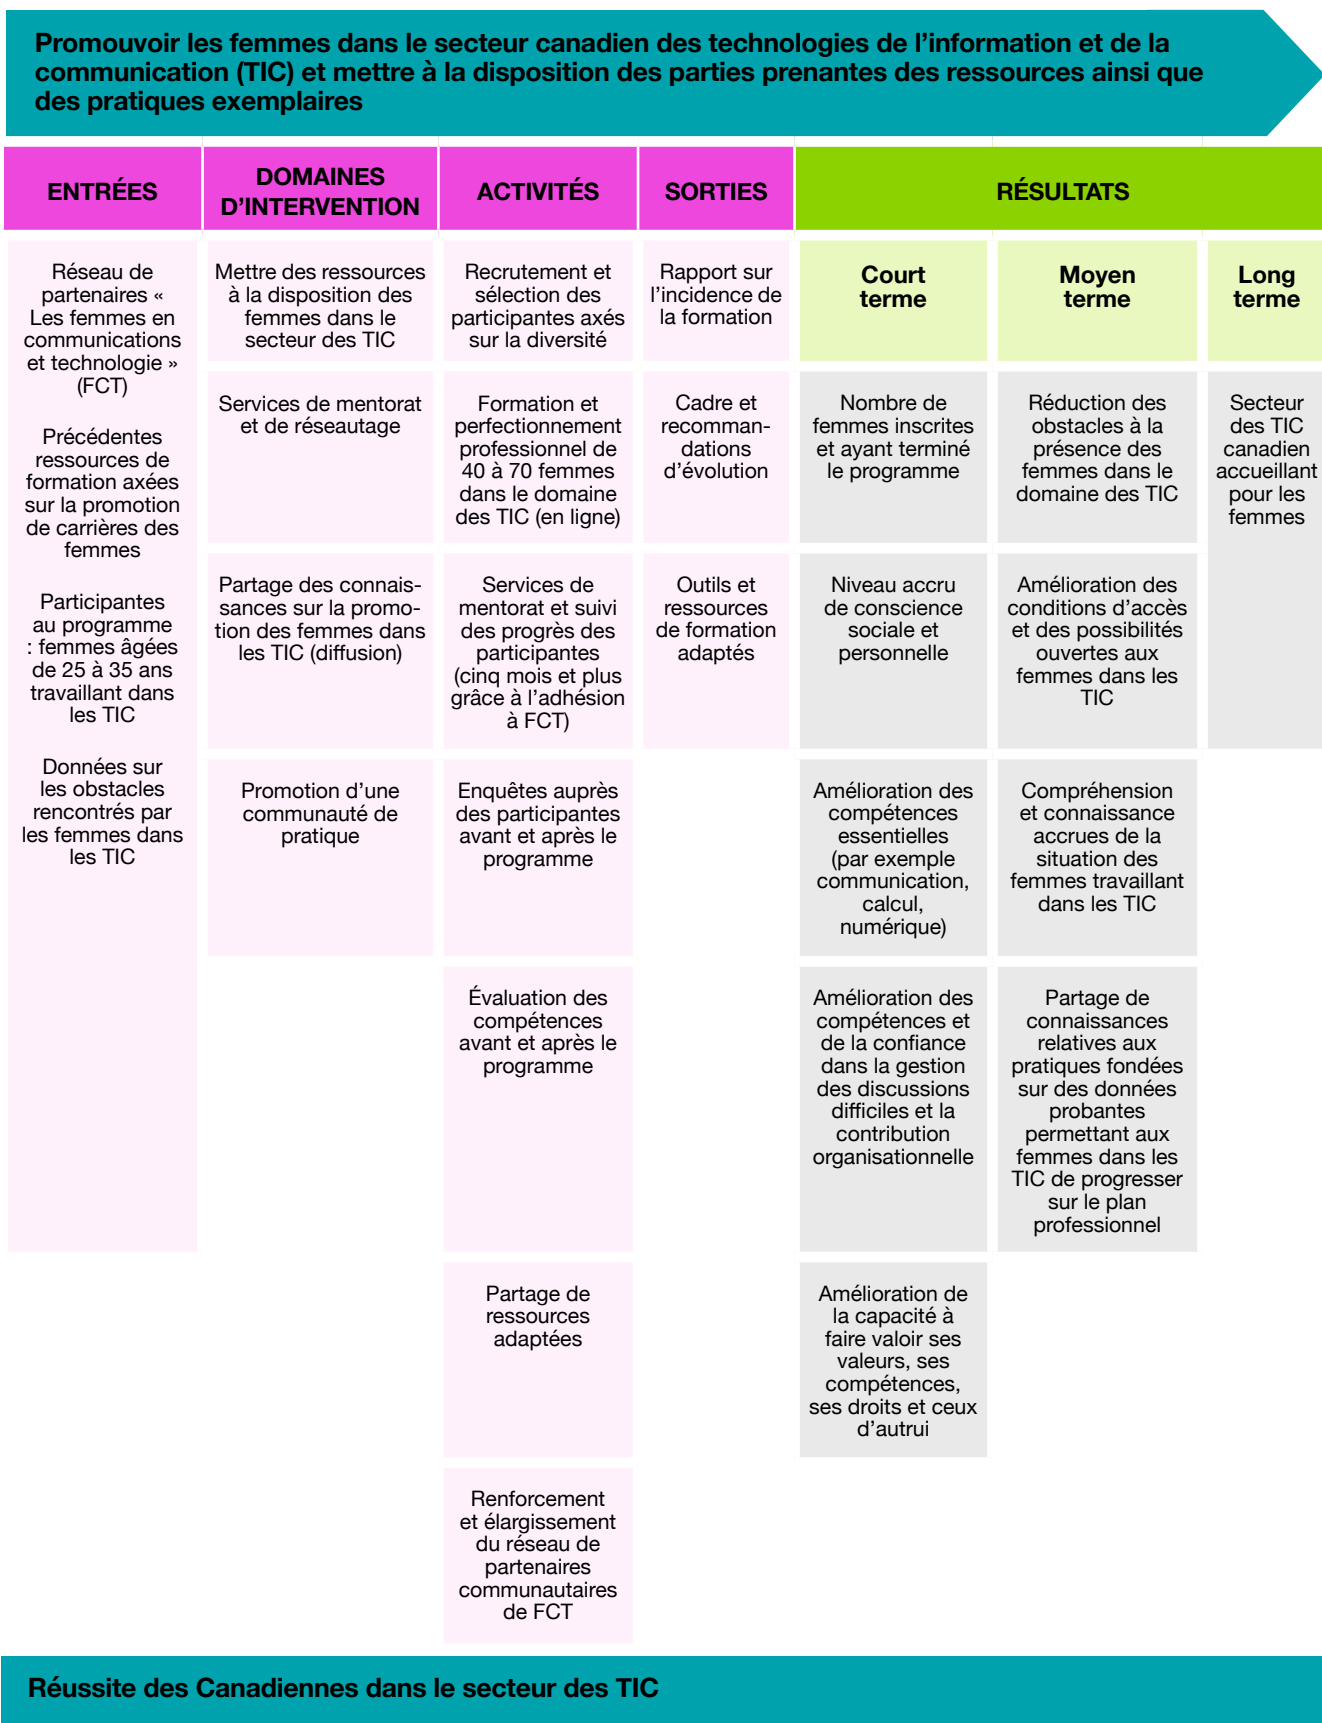 Promouvoir les femmes dans le secteur canadien des technologies de l’information et de la
communication (TIC) et mettre à la disposition des parties prenantes des ressources ainsi que
des pratiques exemplaires
ENTRÉES
DOMAINES
D’INTERVENTION
ACTIVITÉS
SORTIES
RÉSULTATS
Réseau de
partenaires «
Les femmes en
communications
et technologie »
(FCT)
Précédentes
ressources de
formation axées
sur la promotion
de carrières des
femmes
Participantes
au programme
: femmes âgées
de 25 à 35 ans
travaillant dans
les TIC
Données sur
les obstacles
rencontrés par
les femmes dans
les TIC
Mettre des ressources
à la disposition des
femmes dans le
secteur des TIC
Services de mentorat
et de réseautage
Partage des connais-
sances sur la promo-
tion des femmes dans
les TIC (diffusion)
Promotion d’une
communauté de
pratique
Recrutement et
sélection des
participantes axés
sur la diversité
Formation et
perfectionnement
professionnel de
40 à 70 femmes
dans le domaine
des TIC (en ligne)
Services de
mentorat et suivi
des progrès des
participantes
(cinq mois et plus
grâce à l’adhésion
à FCT)
Enquêtes auprès
des participantes
avant et après le
programme
Évaluation des
compétences
avant et après le
programme
Partage de
ressources
adaptées
Renforcement
et élargissement
du réseau de
partenaires
communautaires
de FCT
Rapport sur
l’incidence de
la formation
Cadre et
recomman-
dations
d’évolution
Outils et
ressources
de formation
adaptés
Court
terme
Nombre de
femmes inscrites
et ayant terminé
le programme
Niveau accru
de conscience
sociale et
personnelle
Amélioration des
compétences
essentielles
(par exemple
communication,
calcul,
numérique)
Amélioration des
compétences et
de la confiance
dans la gestion
des discussions
difficiles et la
contribution
organisationnelle
Amélioration de
la capacité à
faire valoir ses
valeurs, ses
compétences,
ses droits et ceux
d’autrui
Moyen
terme
Réduction des
obstacles à la
présence des
femmes dans le
domaine des TIC
Amélioration des
conditions d’accès
et des possibilités
ouvertes aux
femmes dans les
TIC
Compréhension
et connaissance
accrues de la
situation des
femmes travaillant
dans les TIC
Partage de
connaissances
relatives aux
pratiques fondées
sur des données
probantes
permettant aux
femmes dans les
TIC de progresser
sur le plan
professionnel
Long
terme
Secteur
des TIC
canadien
accueillant
pour les
femmes
Réussite des Canadiennes dans le secteur des TIC